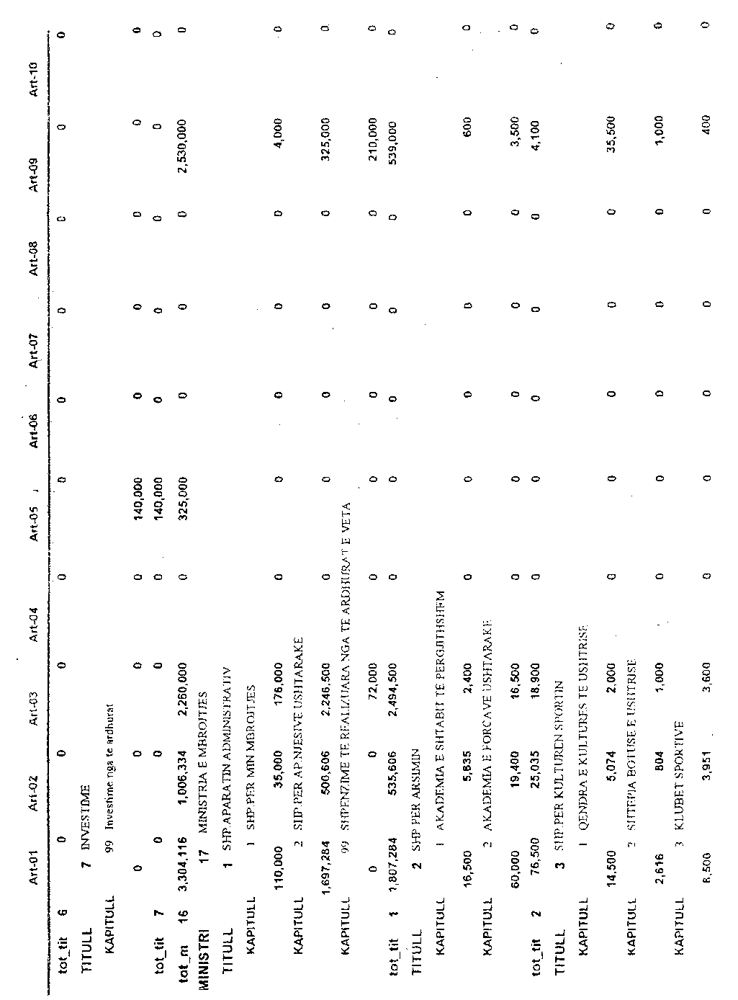 Art-01 Art-02 Art-03 Art-04 Art-05 Art-06 Art-07 Art-08 Art-09 Art-10
tot_tit 6 0 0 0 0 0 0 0 0 0 0
TITULL 7 INVESTIME
KAPITULL 99 Investime nga te ardhurat
0 0 0 0 140,000 0 0 0 0 0
tot_tit 7 0 0 0 0 140,000 0 0 0 0 0
tot_m 16 3,304,116 1,006,334 2,260,000 0 325,000 0 0 0 2,530,000 0
MINISTRI 17 MINISTRIA E MBROJTJES
TITULL 1 SHP.APARATIN ADMINISTRATIV
KAPITULL 1 SHP.PER MIN MBROJTJES
110,000 35,000 176,000 0 0 0 0 0 4,000 0
KAPITULL 2 SHP.PER AP.NJESIVE USHTARAKE
1,697,284 500,606 2,246,500 0 0 0 0 0 325,000 0
KAPITULL 99 SHPENZIME TE REALIZUARA NGA TE ARDHURAT E VETA
0 0 72,000 0 0 0 0 0 210,000 0
tot_tit 1 1,807,284 535,606 2,494,500 0 0 0 0 0 539,000 0
TITULL 2 SHP PER ARSIMIN
KAPITULL 1 AKADEMIA E SHTABIT TE PERGJITHSHEM
16,500 5,635 2,400 0 0 0 0 0 600 0
KAPITULL 2 AKADEMIA E FORCAVE USHTARAKE
60,000 19,400 16,500 0 0 0 0 0 3,500 0
tot_tit 2 76,500 25,035 18,900 0 0 0 0 0 4,100 0
TITULL 3 SHP.PER KULTUREN SPORTIN
KAPITULL 1 QENDRA E KULTURES TE USHTRISE
14,500 5,074 2,000 0 0 0 0 0 35,500 0
KAPITULL 2 SHTEPIA BOTUSE E USHTRISE
2,616 804 1,000 0 0 0 0 0 1,000 0
KAPITULL 3 KLUBET SPORTIVE
8,500 3,951 3,600 0 0 0 0 0 400 0